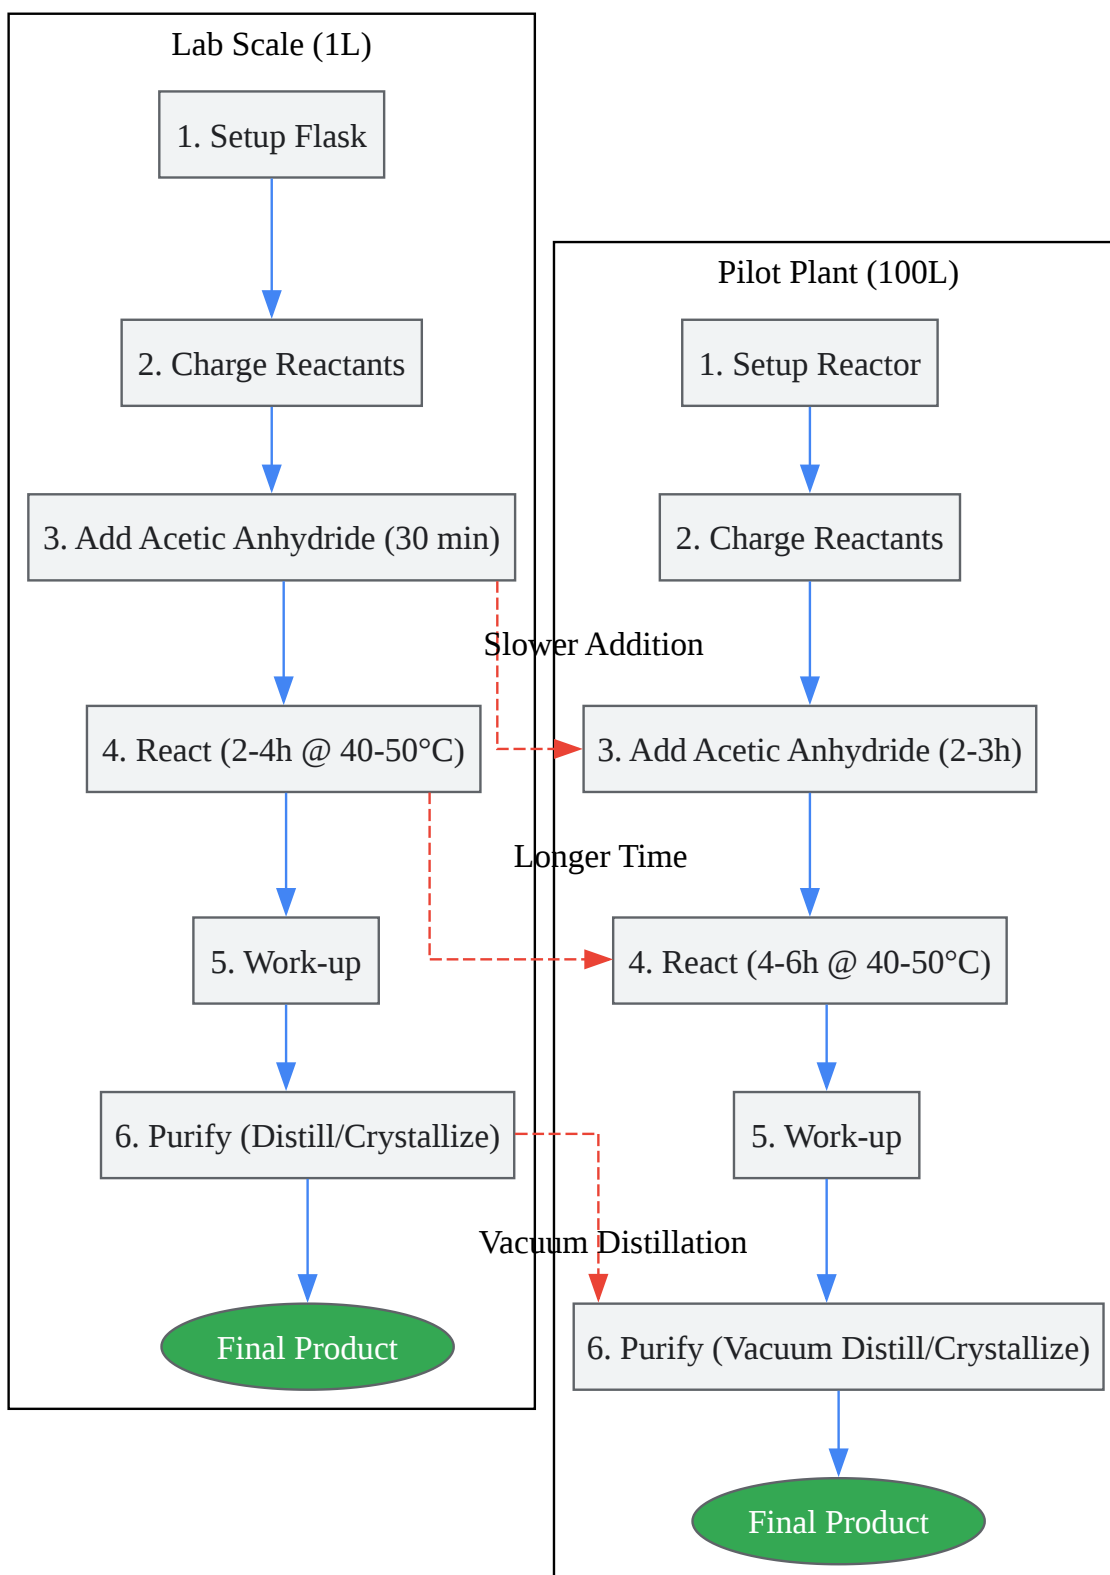 Lab Scale (1L)
1. Setup Flask
2. Charge Reactants
3. Add Acetic Anhydride (30 min)
4. React (2-4h @ 40-50°C)
5. Work-up
6. Purify (Distill/Crystallize)
Final Product
Slower Addition
Longer Time
Vacuum Distillation
Pilot Plant (100L)
1. Setup Reactor
2. Charge Reactants
3. Add Acetic Anhydride (2-3h)
4. React (4-6h @ 40-50°C)
5. Work-up
6. Purify (Vacuum Distill/Crystallize)
Final Product